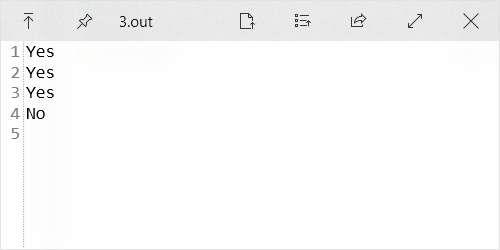 3.out
1 Yes
2 Yes
3 Yes
4 No
5